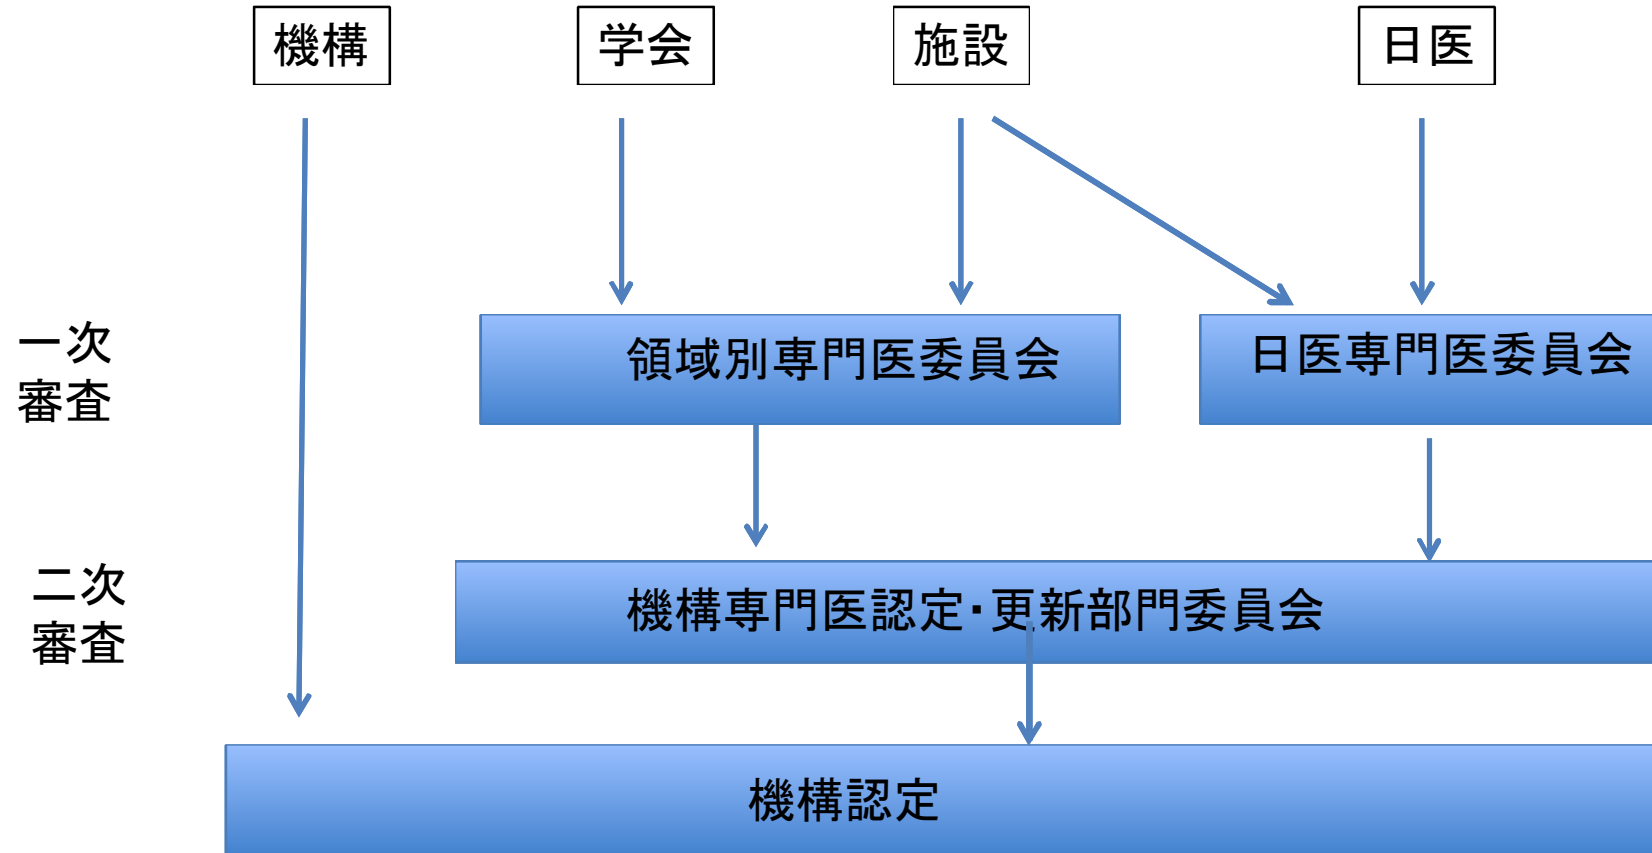 機構
学会
施設
日医
一次
審査
領域別専門医委員会
日医専門医委員会
二次
審査
機構専門医認定・更新部門委員会
機構認定